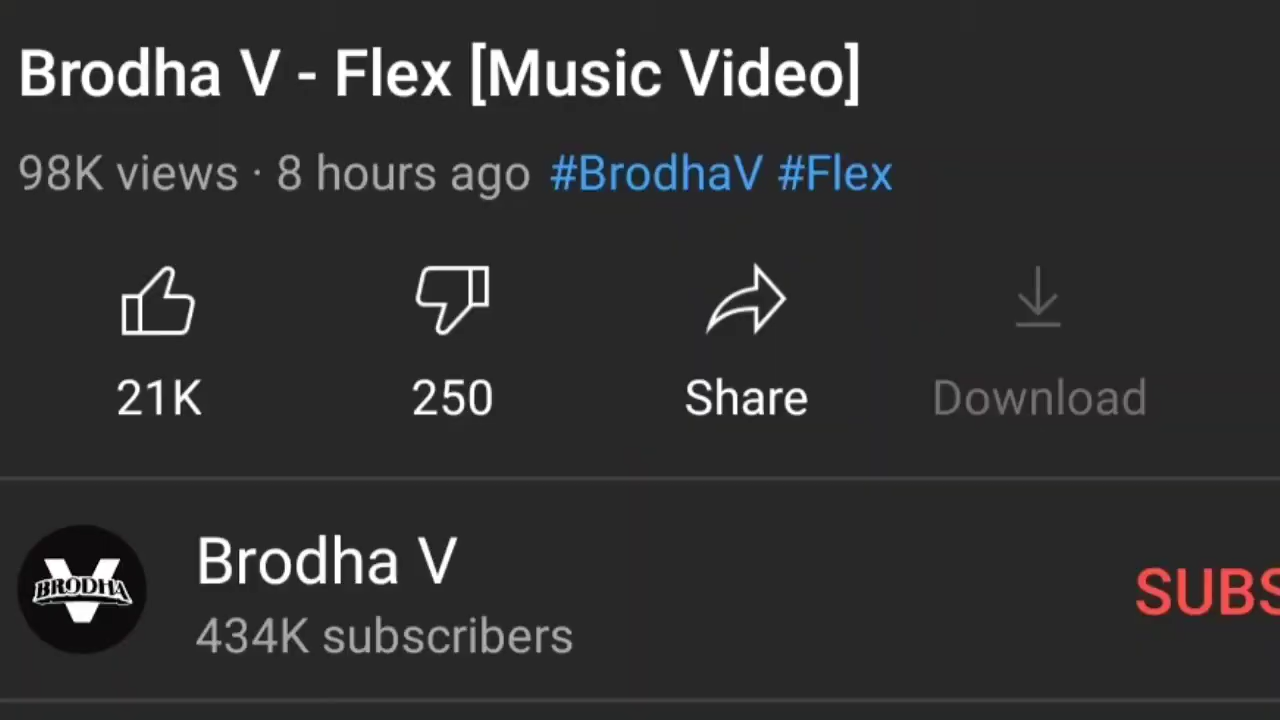 Brodha V - Flex [Music Video]
98K views · 8 hours ago #BrodhaV #Flex
21K 250 Share Download
BRODHA V
Brodha V
434K subscribers
SUBS